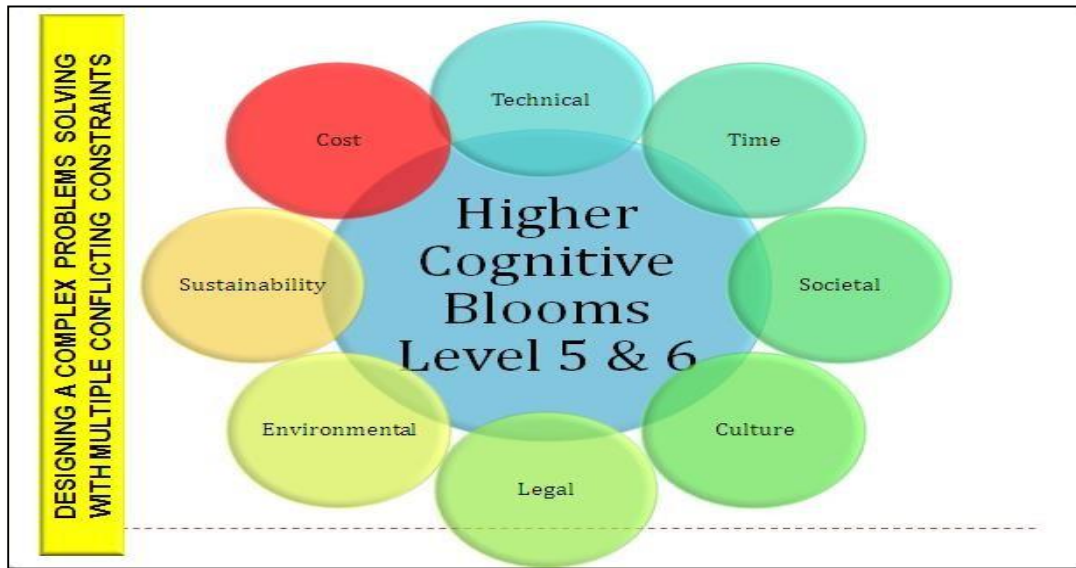 DESIGNING A COMPLEX PROBLEMS SOLVING
WITH MULTIPLE CONFLICTING CONSTRAINTS
Technical
Cost
Time
Higher
Cognitive
Blooms
Level 5 & 6
Sustainability
Societal
Environmental
Culture
Legal